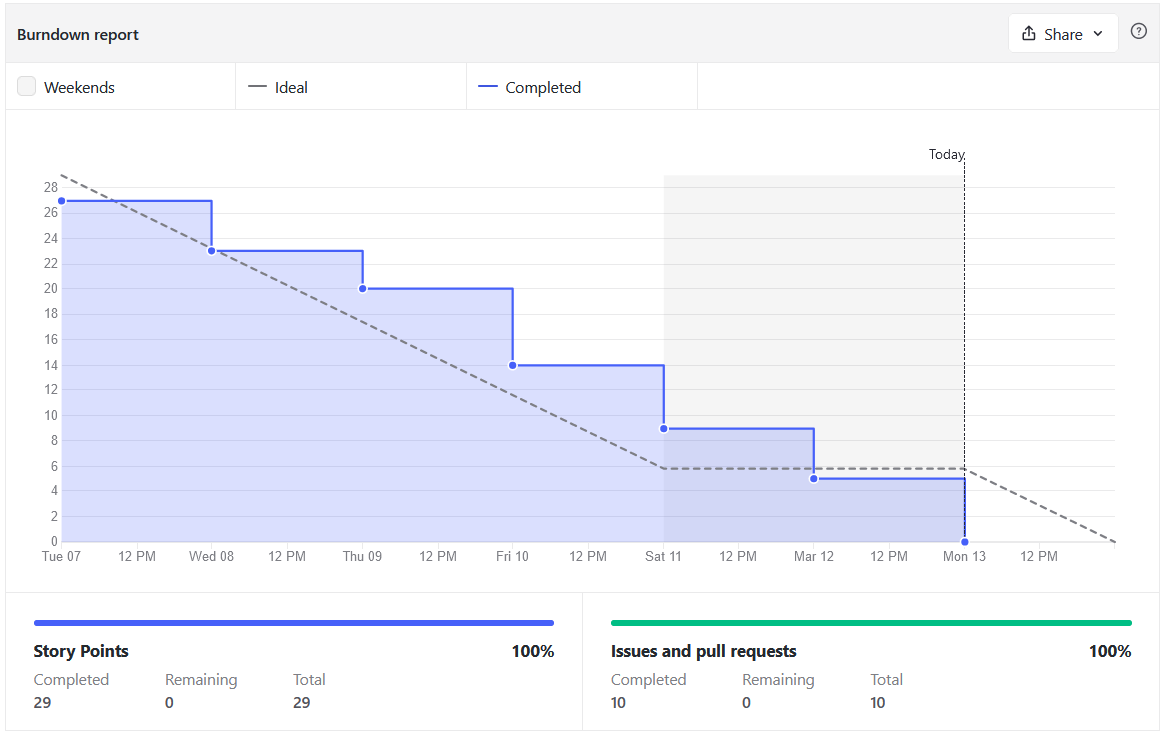 Burndown report
Share
Weekends
Ideal
Completed
Today
28
26
24
22
20
18
16
14
12
10
8
6
4
2
0
Tue 07 12 PM Wed 08 12 PM Thu 09 12 PM Fri 10 12 PM Sat 11 12 PM Mar 12 12 PM Mon 13 12 PM
Story Points 100%
Completed Remaining Total
29 0 29
Issues and pull requests 100%
Completed Remaining Total
10 0 10